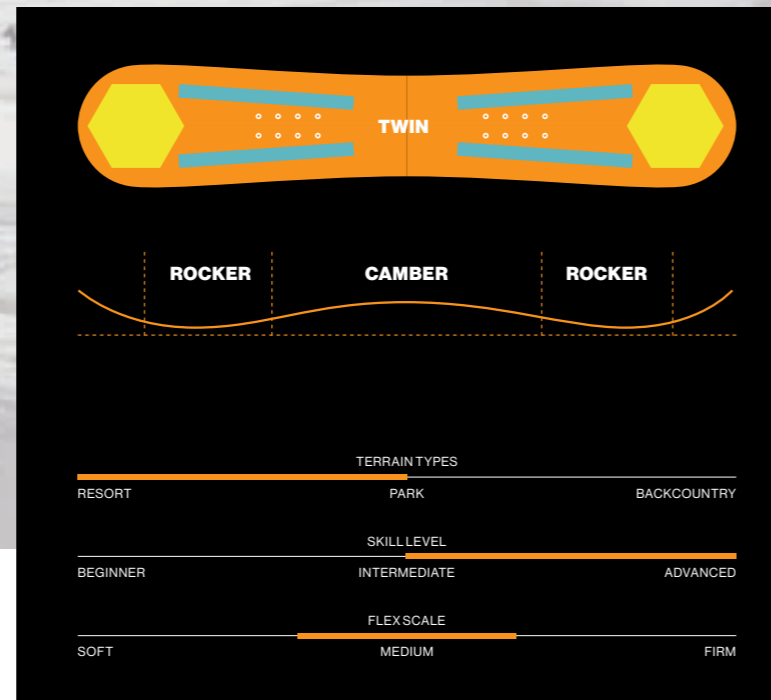 TWIN
ROCKER CAMBER ROCKER
TERRAIN TYPES
RESORT PARK BACKCOUNTRY
SKILL LEVEL
BEGINNER INTERMEDIATE ADVANCED
FLEX SCALE
SOFT MEDIUM FIRM